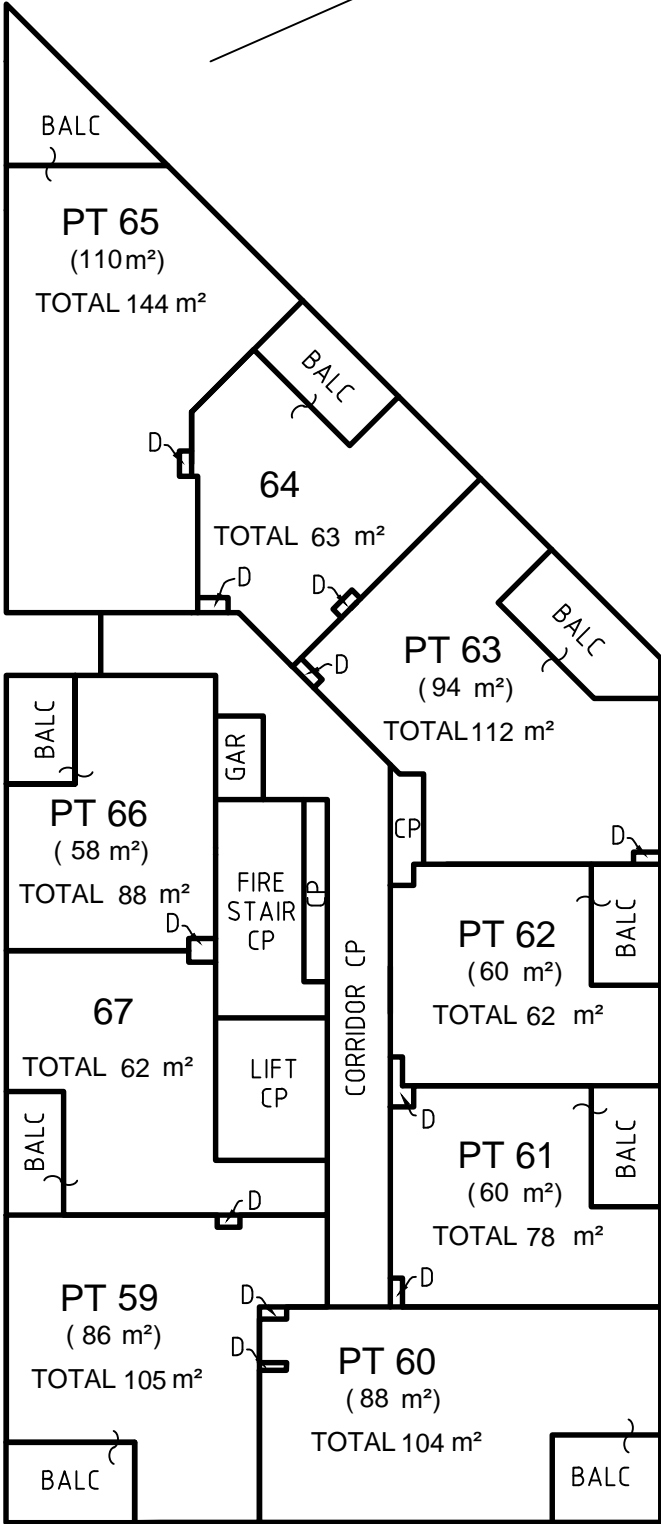 BALC
PT 65
(110 m²)
TOTAL 144 m²
BALC
D
64
TOTAL 63 m²
D
D
BALC
D
PT 63
(94 m²)
TOTAL 112 m²
BALC
GAR
PT 66
( 58 m²)
TOTAL 88 m²
CP
D
FIRE
STAIR
CP
CP
D
PT 62
(60 m²)
TOTAL 62 m²
BALC
67
TOTAL 62 m²
CORRIDOR CP
LIFT
CP
BALC
D
PT 61
(60 m²)
TOTAL 78 m²
BALC
D
D
PT 59
( 86 m²)
TOTAL 105 m²
D
D
PT 60
(88 m²)
TOTAL 104 m²
BALC
BALC